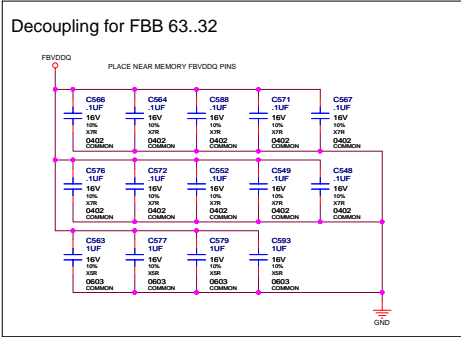 Decoupling for FBB 63..32
FBVDDQ
PLACE NEAR MEMORY FBVDDQ PINS
C566 C564 C588 C571 C567
.1UF .1UF .1UF .1UF .1UF
16V 16V 16V 16V 16V
10% 10% 10% 10% 10%
X7R X7R X7R X7R X7R
0402 0402 0402 0402 0402
COMMON COMMON COMMON COMMON COMMON
C576 C572 C552 C549 C548
.1UF .1UF .1UF .1UF .1UF
16V 16V 16V 16V 16V
10% 10% 10% 10% 10%
X7R X7R X7R X7R X7R
0402 0402 0402 0402 0402
COMMON COMMON COMMON COMMON COMMON
C563 C577 C579 C593
1UF 1UF 1UF 1UF
16V 16V 16V 16V
10% 10% 10% 10%
X5R X5R X5R X5R
0603 0603 0603 0603
COMMON COMMON COMMON COMMON
GND